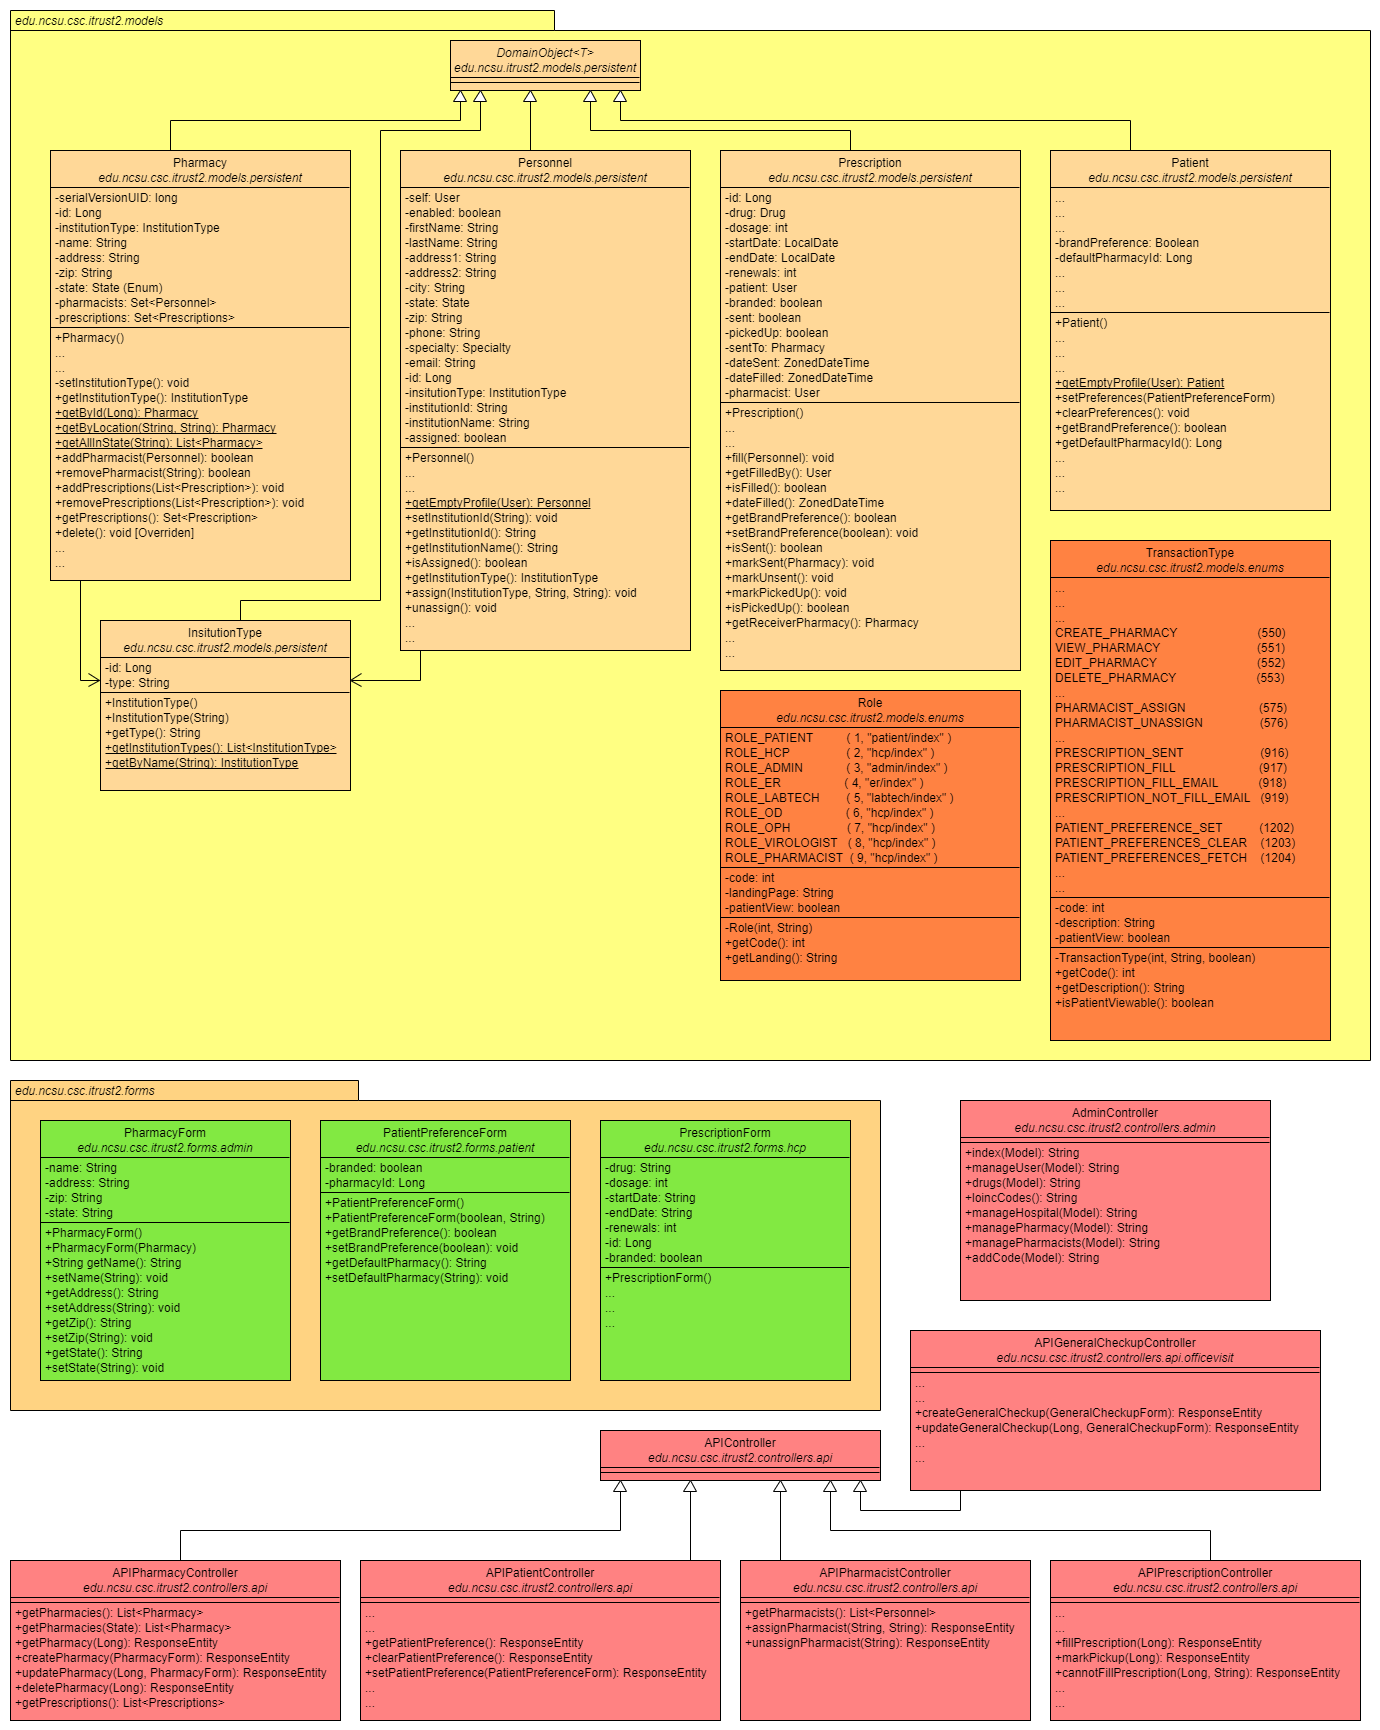 edu.ncsu.csc.itrust2.models
DomainObject<T>
edu.ncsu.itrust2.models.persistent
Pharmacy
edu.ncsu.csc.itrust2.models.persistent
-serialVersionUID: long
-id: Long
-institutionType: InstitutionType
-name: String
-address: String
-zip: String
-state: State (Enum)
-pharmacists: Set<Personnel>
-prescriptions: Set<Prescriptions>
+Pharmacy()
...
...
-setInstitutionType(): void
+getInstitutionType(): InstitutionType
+getById(Long): Pharmacy
+getByLocation(String, String): Pharmacy
+getAllInState(String): List<Pharmacy>
+addPharmacist(Personnel): boolean
+removePharmacist(String): boolean
+addPrescriptions(List<Prescription>): void
+removePrescriptions(List<Prescription>): void
+getPrescriptions(): Set<Prescription>
+delete(): void [Overriden]
...
...
Personnel
edu.ncsu.csc.itrust2.models.persistent
-self: User
-enabled: boolean
-firstName: String
-lastName: String
-address1: String
-address2: String
-city: String
-state: State
-zip: String
-phone: String
-specialty: Specialty
-email: String
-id: Long
-insitutionType: InstitutionType
-institutionId: String
-institutionName: String
-assigned: boolean
+Personnel()
...
...
+getEmptyProfile(User): Personnel
+setInstitutionId(String): void
+getInstitutionId(): String
+getInstitutionName(): String
+isAssigned(): boolean
+getInstitutionType(): InstitutionType
+assign(InstitutionType, String, String): void
+unassign(): void
...
...
Prescription
edu.ncsu.csc.itrust2.models.persistent
-id: Long
-drug: Drug
-dosage: int
-startDate: LocalDate
-endDate: LocalDate
-renewals: int
-patient: User
-branded: boolean
-sent: boolean
-pickedUp: boolean
-sentTo: Pharmacy
-dateSent: ZonedDateTime
-dateFilled: ZonedDateTime
-pharmacist: User
+Prescription()
...
...
+fill(Personnel): void
+getFilledBy(): User
+isFilled(): boolean
+dateFilled(): ZonedDateTime
+getBrandPreference(): boolean
+setBrandPreference(boolean): void
+isSent(): boolean
+markSent(Pharmacy): void
+markUnsent(): void
+markPickedUp(): void
+isPickedUp(): boolean
+getReceiverPharmacy(): Pharmacy
...
...
Patient
edu.ncsu.csc.itrust2.models.persistent
...
...
...
-brandPreference: Boolean
-defaultPharmacyId: Long
...
...
...
+Patient()
...
...
...
+getEmptyProfile(User): Patient
+setPreferences(PatientPreferenceForm)
+clearPreferences(): void
+getBrandPreference(): boolean
+getDefaultPharmacyId(): Long
...
...
...
InsitutionType
edu.ncsu.csc.itrust2.models.persistent
-id: Long
-type: String
+InstitutionType()
+InstitutionType(String)
+getType(): String
+getInstitutionTypes(): List<InstitutionType>
+getByName(String): InstitutionType
Role
edu.ncsu.csc.itrust2.models.enums
ROLE_PATIENT ( 1, "patient/index" )
ROLE_HCP ( 2, "hcp/index" )
ROLE_ADMIN ( 3, "admin/index" )
ROLE_ER ( 4, "er/index" )
ROLE_LABTECH ( 5, "labtech/index" )
ROLE_OD ( 6, "hcp/index" )
ROLE_OPH ( 7, "hcp/index" )
ROLE_VIROLOGIST ( 8, "hcp/index" )
ROLE_PHARMACIST ( 9, "hcp/index" )
-code: int
-landingPage: String
-patientView: boolean
-Role(int, String)
+getCode(): int
+getLanding(): String
TransactionType
edu.ncsu.csc.itrust2.models.enums
...
...
...
CREATE_PHARMACY (550)
VIEW_PHARMACY (551)
EDIT_PHARMACY (552)
DELETE_PHARMACY (553)
...
PHARMACIST_ASSIGN (575)
PHARMACIST_UNASSIGN (576)
...
PRESCRIPTION_SENT (916)
PRESCRIPTION_FILL (917)
PRESCRIPTION_FILL_EMAIL (918)
PRESCRIPTION_NOT_FILL_EMAIL (919)
...
PATIENT_PREFERENCE_SET (1202)
PATIENT_PREFERENCES_CLEAR (1203)
PATIENT_PREFERENCES_FETCH (1204)
...
...
-code: int
-description: String
-patientView: boolean
-TransactionType(int, String, boolean)
+getCode(): int
+getDescription(): String
+isPatientViewable(): boolean
edu.ncsu.csc.itrust2.forms
PharmacyForm
edu.ncsu.csc.itrust2.forms.admin
-name: String
-address: String
-zip: String
-state: String
+PharmacyForm()
+PharmacyForm(Pharmacy)
+String getName(): String
+setName(String): void
+getAddress(): String
+setAddress(String): void
+getZip(): String
+setZip(String): void
+getState(): String
+setState(String): void
PatientPreferenceForm
edu.ncsu.csc.itrust2.forms.patient
-branded: boolean
-pharmacyId: Long
+PatientPreferenceForm()
+PatientPreferenceForm(boolean, String)
+getBrandPreference(): boolean
+setBrandPreference(boolean): void
+getDefaultPharmacy(): String
+setDefaultPharmacy(String): void
PrescriptionForm
edu.ncsu.csc.itrust2.forms.hcp
-drug: String
-dosage: int
-startDate: String
-endDate: String
-renewals: int
-id: Long
-branded: boolean
+PrescriptionForm()
...
...
...
AdminController
edu.ncsu.csc.itrust2.controllers.admin
+index(Model): String
+manageUser(Model): String
+drugs(Model): String
+loincCodes(): String
+manageHospital(Model): String
+managePharmacy(Model): String
+managePharmacists(Model): String
+addCode(Model): String
APIGeneralCheckupController
edu.ncsu.csc.itrust2.controllers.api.officevisit
...
...
+createGeneralCheckup(GeneralCheckupForm): ResponseEntity
+updateGeneralCheckup(Long, GeneralCheckupForm): ResponseEntity
...
...
APIController
edu.ncsu.csc.itrust2.controllers.api
APIPharmacyController
edu.ncsu.csc.itrust2.controllers.api
+getPharmacies(): List<Pharmacy>
+getPharmacies(State): List<Pharmacy>
+getPharmacy(Long): ResponseEntity
+createPharmacy(PharmacyForm): ResponseEntity
+updatePharmacy(Long, PharmacyForm): ResponseEntity
+deletePharmacy(Long): ResponseEntity
+getPrescriptions(): List<Prescriptions>
APIPatientController
edu.ncsu.csc.itrust2.controllers.api
...
...
+getPatientPreference(): ResponseEntity
+clearPatientPreference(): ResponseEntity
+setPatientPreference(PatientPreferenceForm): ResponseEntity
...
...
APIPharmacistController
edu.ncsu.csc.itrust2.controllers.api
+getPharmacists(): List<Personnel>
+assignPharmacist(String, String): ResponseEntity
+unassignPharmacist(String): ResponseEntity
APIPrescriptionController
edu.ncsu.csc.itrust2.controllers.api
...
...
+fillPrescription(Long): ResponseEntity
+markPickup(Long): ResponseEntity
+cannotFillPrescription(Long, String): ResponseEntity
...
...